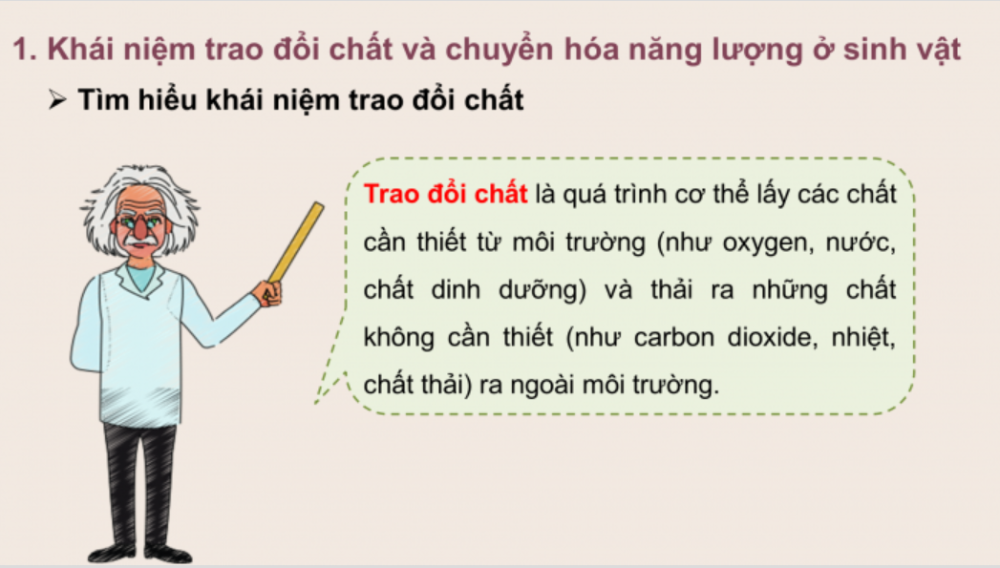 1. Khái niệm trao đổi chất và chuyển hóa năng lượng ở sinh vật
➢ Tìm hiểu khái niệm trao đổi chất
Trao đổi chất là quá trình cơ thể lấy các chất
cần thiết từ môi trường (như oxygen, nước,
chất dinh dưỡng) và thải ra những chất
không cần thiết (như carbon dioxide, nhiệt,
chất thải) ra ngoài môi trường.